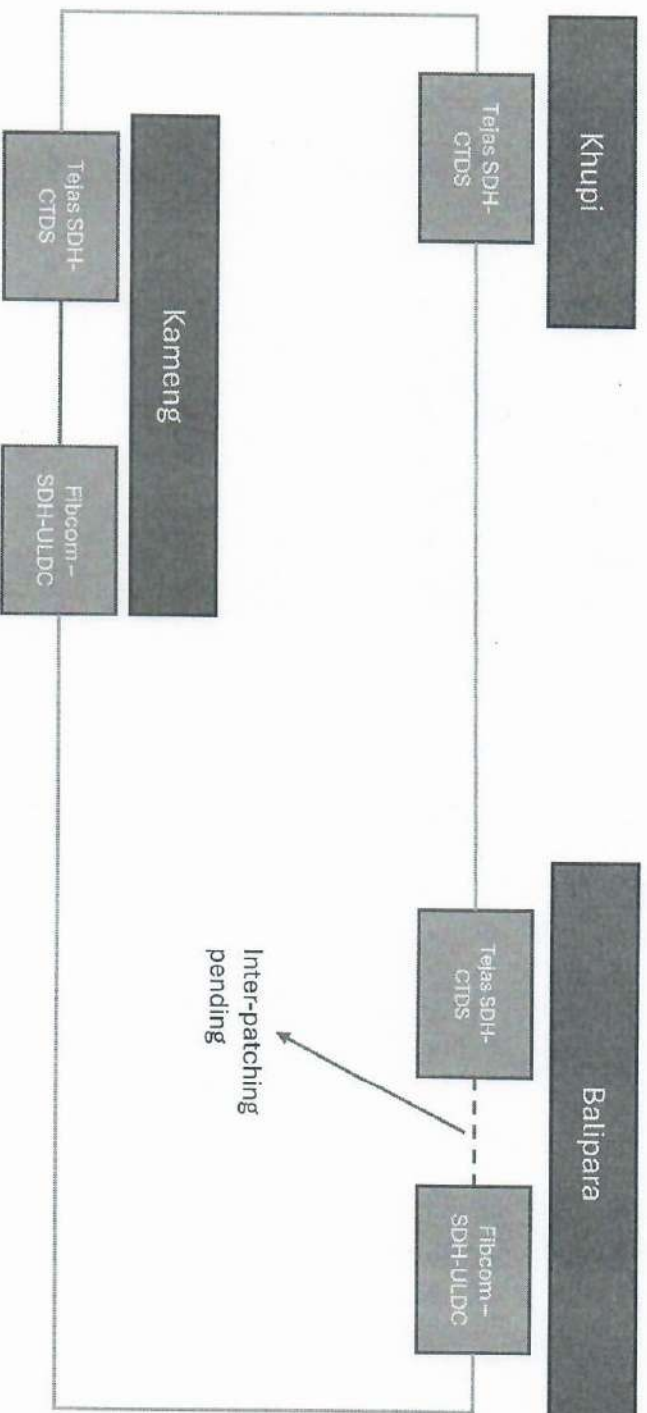 Khupi
Tejas SDH-
CTDS
Balipara
Tejas SDH-
CTDS
Fibcom–
SDH-ULDC
Inter-patching
pending
Kameng
Tejas SDH-
CTDS
Fibcom–
SDH-ULDC